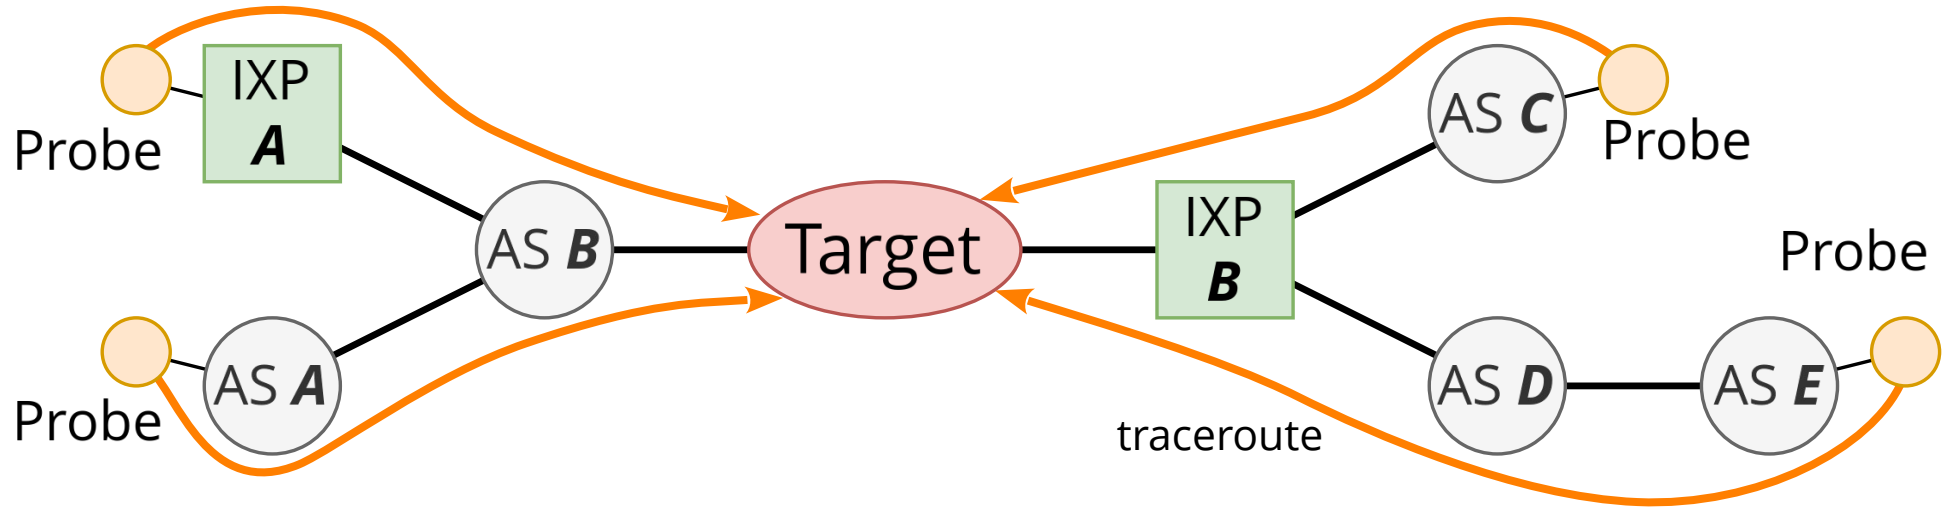 IXP
A
Probe
AS B
AS A
Probe
Target
IXP
B
AS C
Probe
Probe
AS D
AS E
traceroute